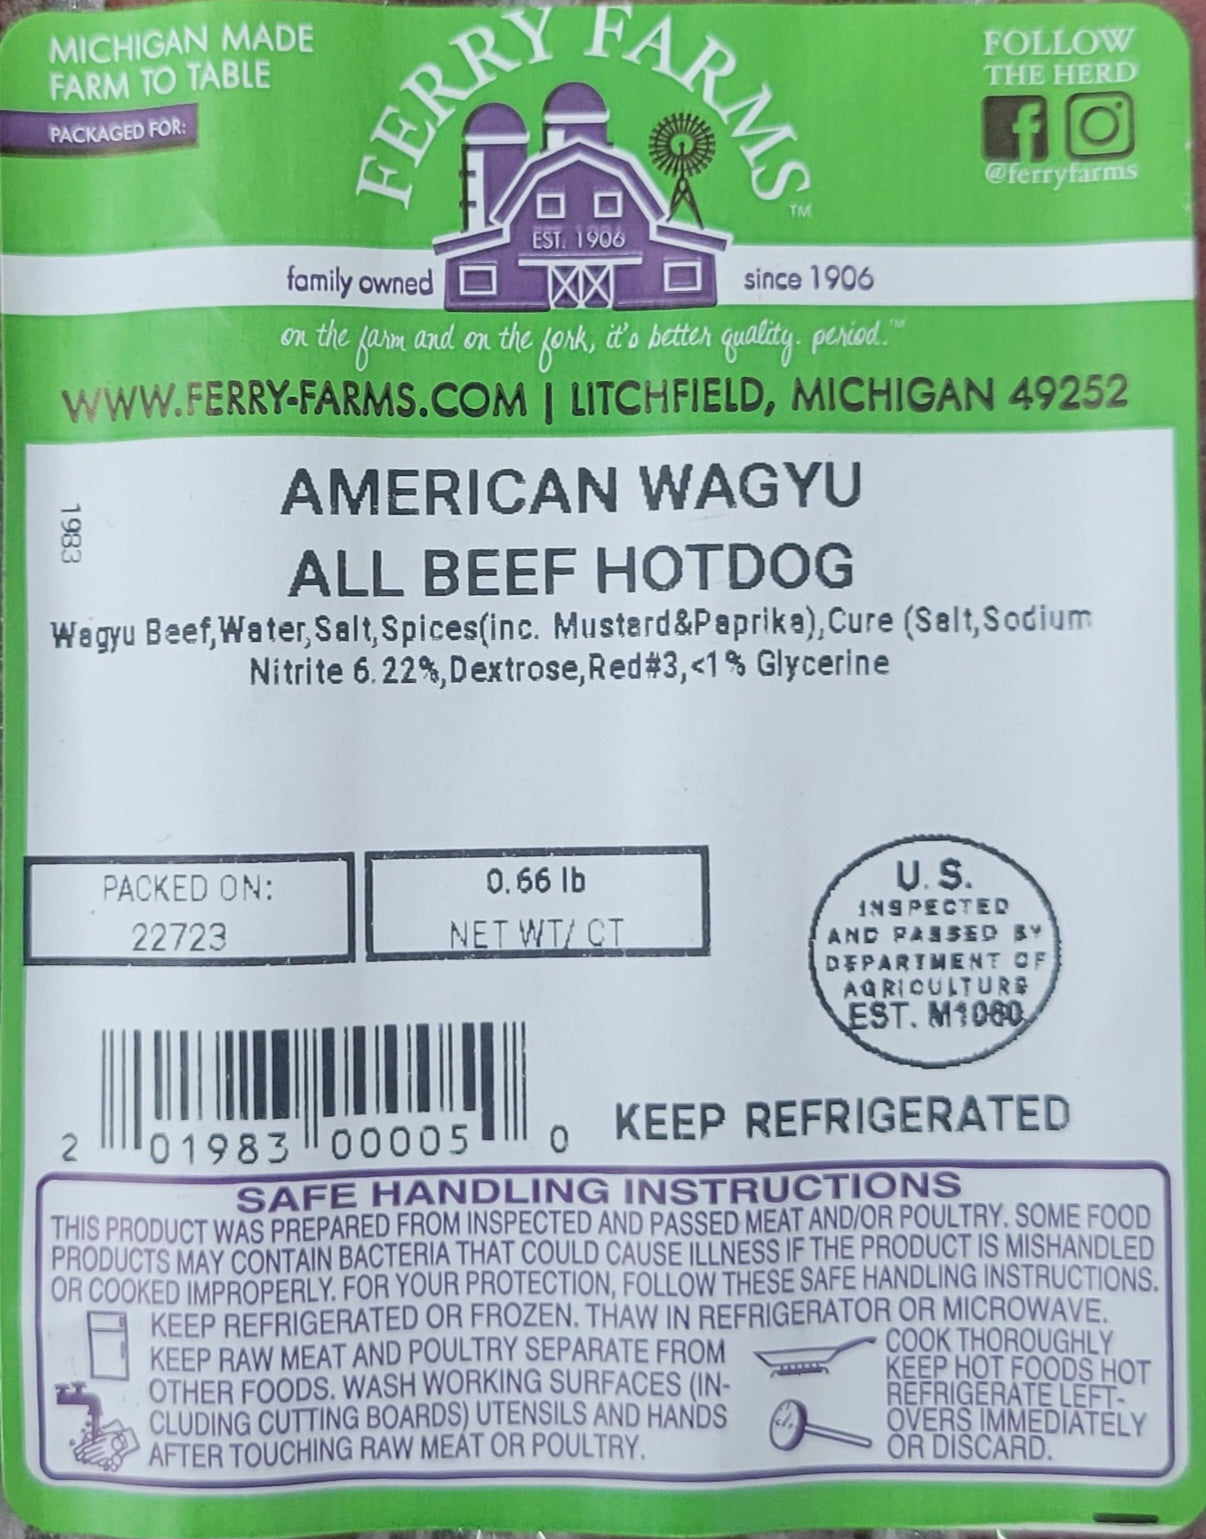 MICHIGAN MADE
FARM TO TABLE
PACKAGED FOR:
FERRY FARMS™
FOLLOW
THE HERD
@ferryfarms
EST. 1906
family owned
since 1906
on the farm and on the fork, it's better quality. period.™
WWW.FERRY-FARMS.COM | LITCHFIELD, MICHIGAN 49252
1983
AMERICAN WAGYU
ALL BEEF HOTDOG
Wagyu Beef,Water,Salt,Spices(inc. Mustard&Paprika),Cure (Salt,Sodium
Nitrite 6.22%,Dextrose,Red#3,<1% Glycerine
PACKED ON:
22723
0.66 lb
NET WT/ CT
U.S.
INSPECTED
AND PASSED BY
DEPARTMENT OF
AGRICULTURE
EST. M1060
2 01983 00005 0
KEEP REFRIGERATED
SAFE HANDLING INSTRUCTIONS
THIS PRODUCT WAS PREPARED FROM INSPECTED AND PASSED MEAT AND/OR POULTRY. SOME FOOD
PRODUCTS MAY CONTAIN BACTERIA THAT COULD CAUSE ILLNESS IF THE PRODUCT IS MISHANDLED
OR COOKED IMPROPERLY. FOR YOUR PROTECTION, FOLLOW THESE SAFE HANDLING INSTRUCTIONS.
KEEP REFRIGERATED OR FROZEN. THAW IN REFRIGERATOR OR MICROWAVE.
KEEP RAW MEAT AND POULTRY SEPARATE FROM
OTHER FOODS. WASH WORKING SURFACES (IN-
CLUDING CUTTING BOARDS) UTENSILS AND HANDS
AFTER TOUCHING RAW MEAT OR POULTRY.
COOK THOROUGHLY
KEEP HOT FOODS HOT
REFRIGERATE LEFT-
OVERS IMMEDIATELY
OR DISCARD.